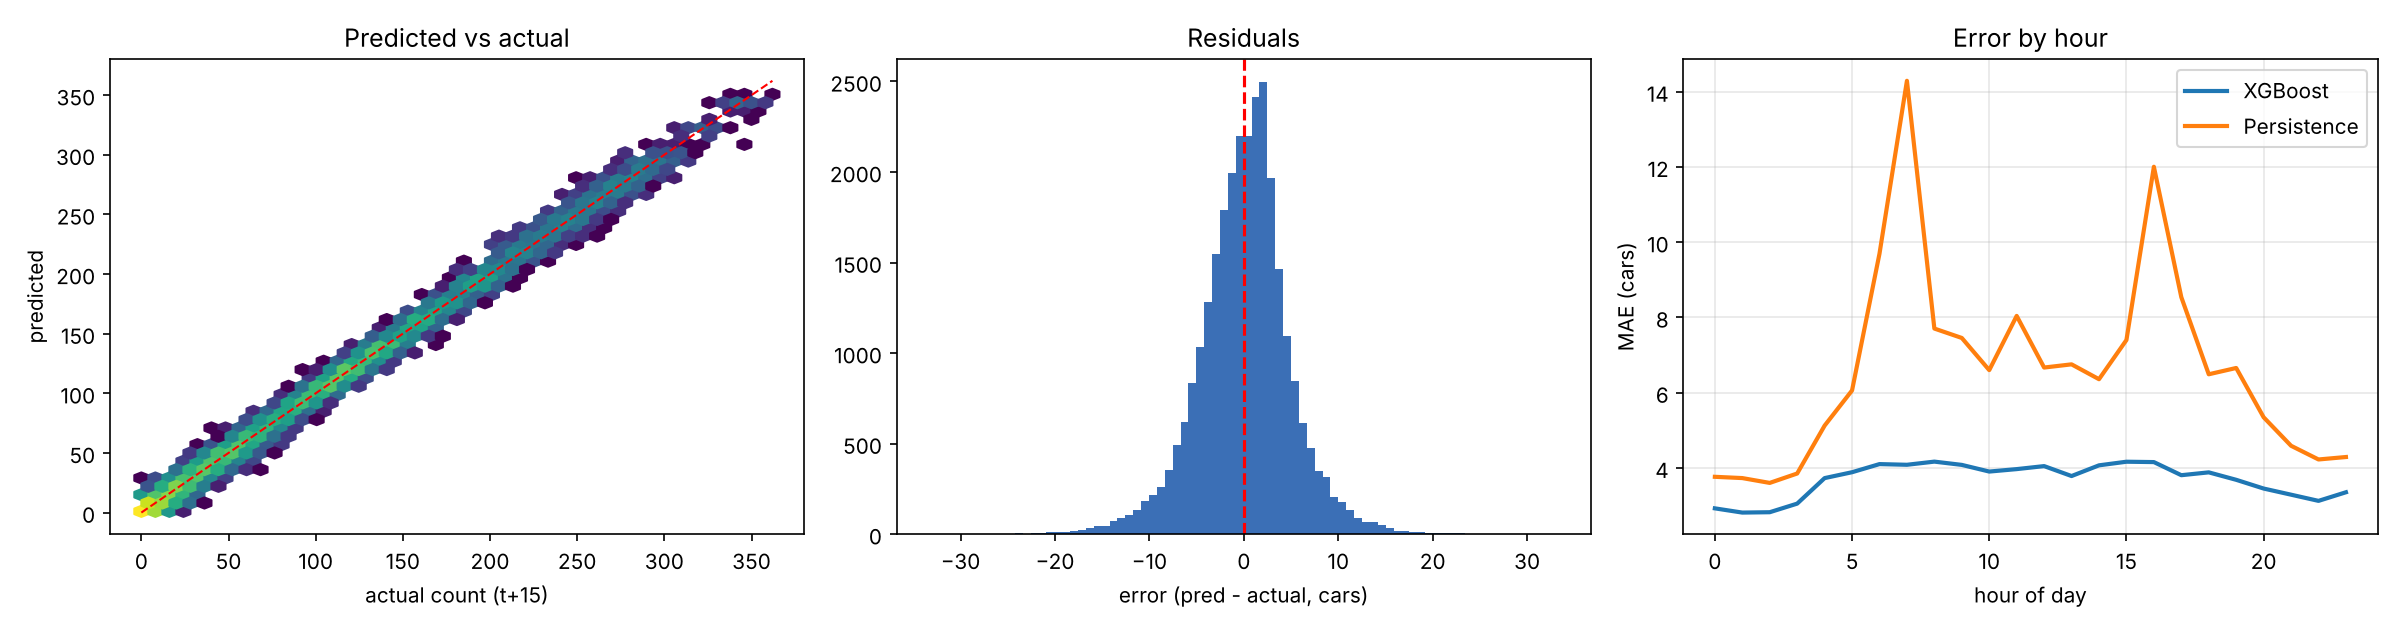 Predicted vs actual
350
300
250
200
150
100
50
0
predicted
0 50 100 150 200 250 300 350
actual count (t+15)
Residuals
2500
2000
1500
1000
500
0
−30 −20 −10 0 10 20 30
error (pred - actual, cars)
Error by hour
14
12
10
8
6
4
MAE (cars)
XGBoost
Persistence
0 5 10 15 20
hour of day